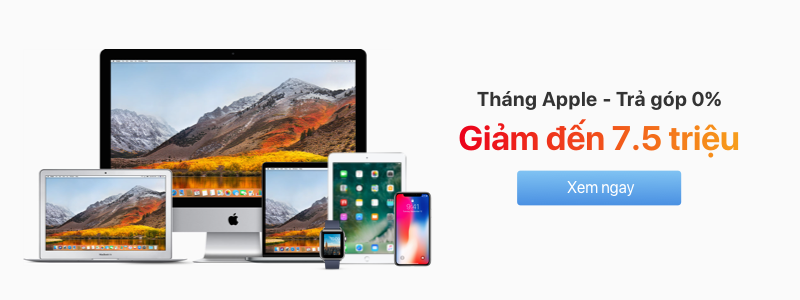 Tháng Apple - Trả góp 0%
Giảm đến 7.5 triệu
Xem ngay